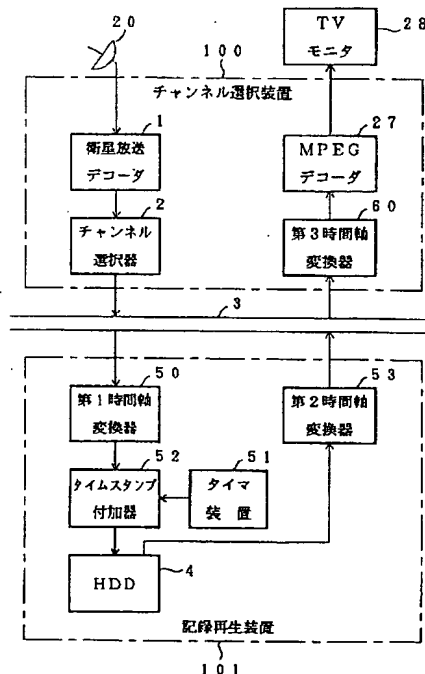 20
TV
モニタ
28
100
チャンネル選択装置
1
衛星放送
デコーダ
27
MPEG
デコーダ
2
チャンネル
選択器
60
第3時間軸
変換器
3
50
第1時間軸
変換器
53
第2時間軸
変換器
52
タイムスタンプ
付加器
51
タイマ
装置
HDD
4
記録再生装置
101